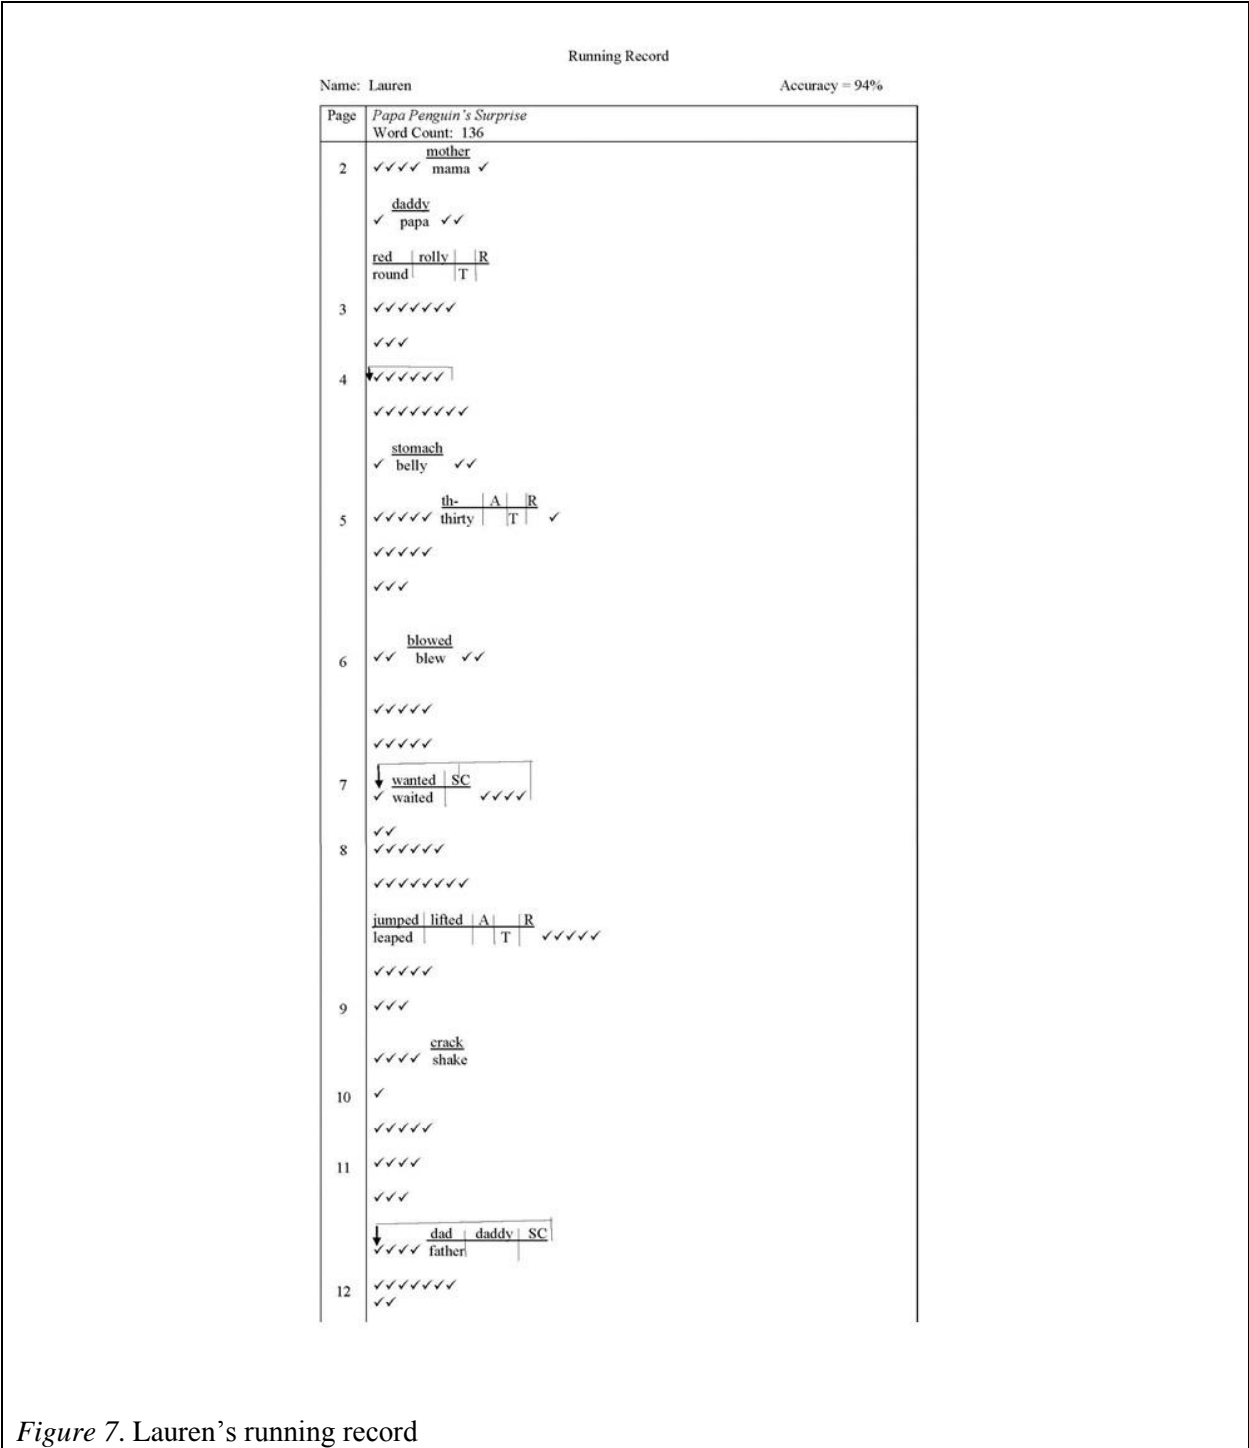 Running Record
Name: Lauren Accuracy = 94%
Page Papa Penguin's Surprise
Word Count: 136
mother
2 ✓✓✓✓ mama ✓
daddy
✓ papa ✓✓
red | rolly | | R
round | | T |
3 ✓✓✓✓✓✓✓
✓✓✓
4 ✓✓✓✓✓✓
✓✓✓✓✓✓✓✓
stomach
✓ belly ✓✓
th- | A | | R
5 ✓✓✓✓✓ thirty | | T | ✓
✓✓✓✓✓
✓✓✓
blowed
6 ✓✓ blew ✓✓
✓✓✓✓✓
✓✓✓✓✓
wanted | SC
7 ✓ waited | ✓✓✓✓
✓✓
8 ✓✓✓✓✓✓
✓✓✓✓✓✓✓✓
jumped | lifted | A | | R
leaped | | | T | ✓✓✓✓✓
✓✓✓✓✓
9 ✓✓✓
crack
✓✓✓✓ shake
10 ✓
✓✓✓✓✓
11 ✓✓✓✓
✓✓✓
dad | daddy | SC
✓✓✓✓ father
12 ✓✓✓✓✓✓✓
✓✓
Figure 7. Lauren's running record